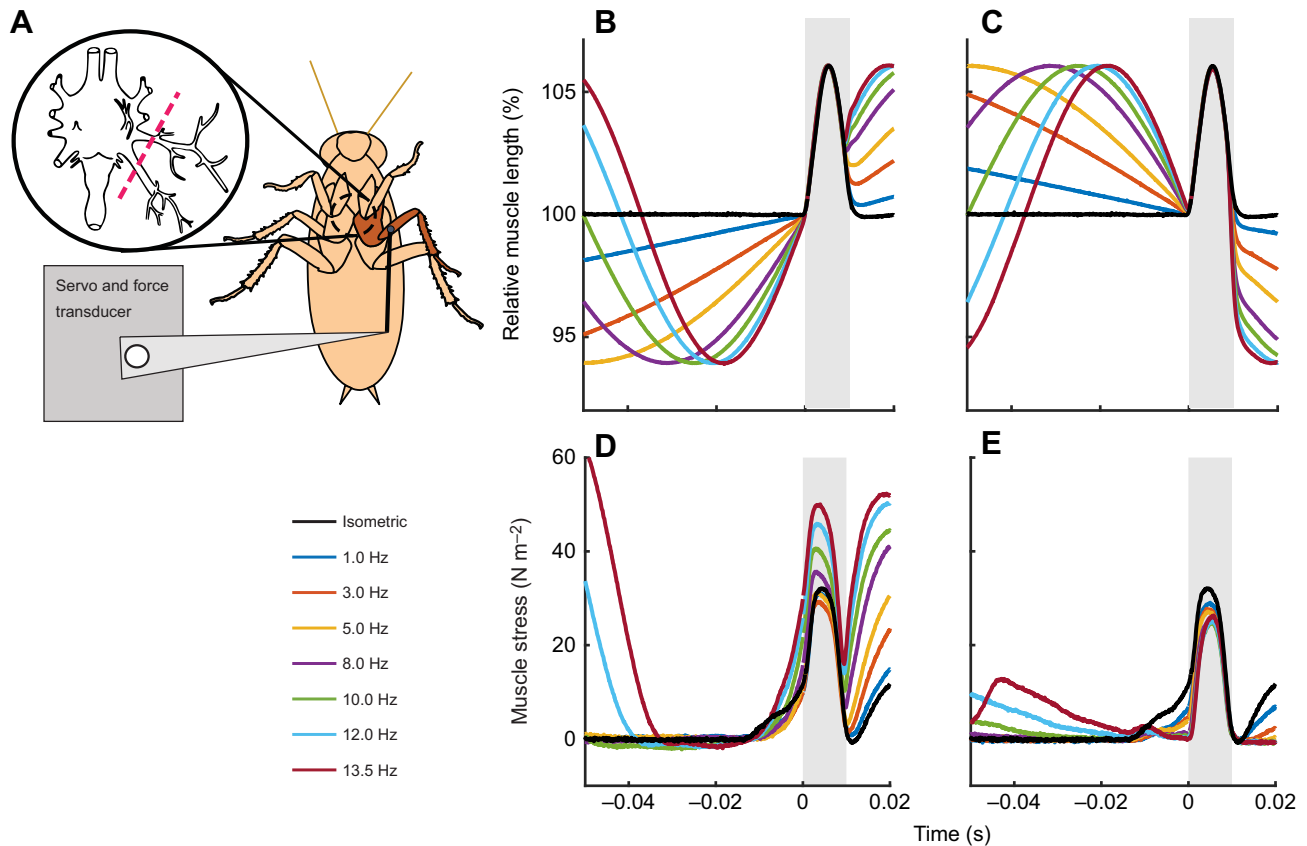 A
Servo and force
transducer
Isometric
1.0 Hz
3.0 Hz
5.0 Hz
8.0 Hz
10.0 Hz
12.0 Hz
13.5 Hz
B
C
Relative muscle length (%)
105
100
95
D
E
Muscle stress (N m−2)
60
40
20
0
−0.04
−0.02
0
0.02
−0.04
−0.02
0
0.02
Time (s)